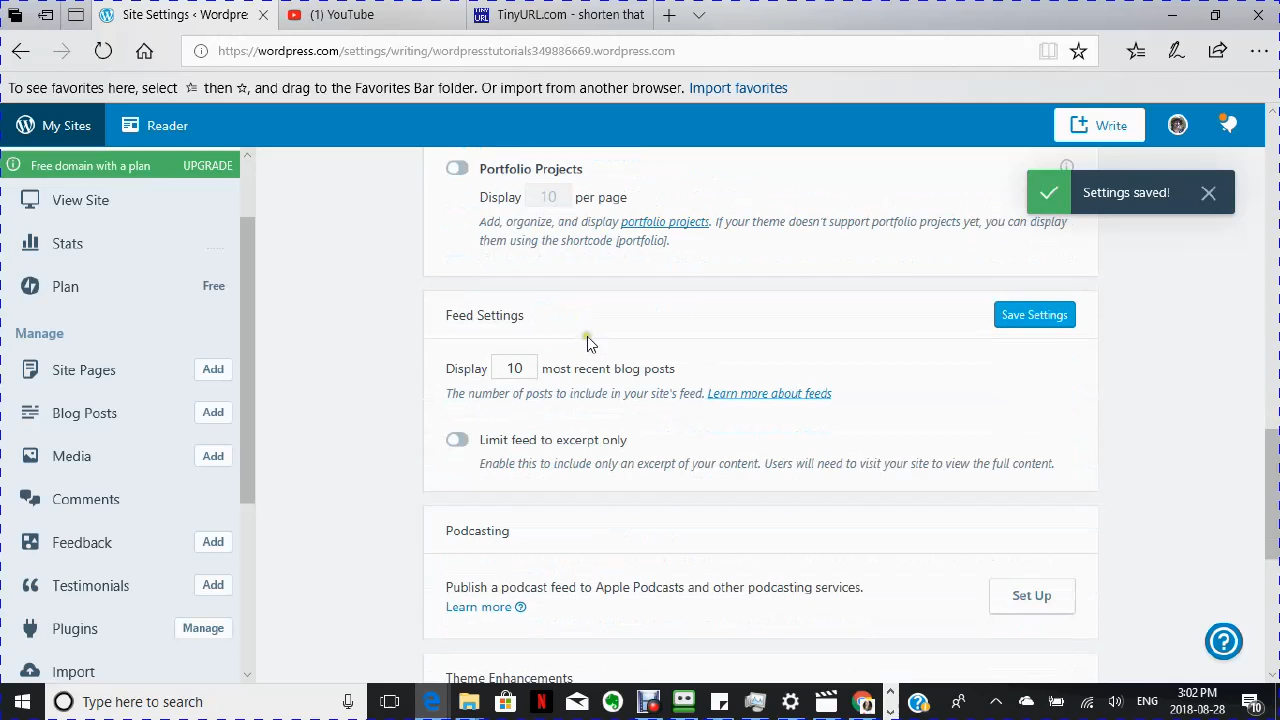 Site Settings ‹ Wordpre:
(1) YouTube
TinyURL.com - shorten that
https://wordpress.com/settings/writing/wordpresstutorials349886669.wordpress.com
To see favorites here, select ☆ then ☆, and drag to the Favorites Bar folder. Or import from another browser. Import favorites
My Sites
Reader
Write
Free domain with a plan UPGRADE
View Site
Stats
Plan Free
Manage
Site Pages Add
Blog Posts Add
Media Add
Comments
Feedback Add
Testimonials Add
Plugins Manage
Import
Portfolio Projects
Display 10 per page
Add, organize, and display portfolio projects. If your theme doesn't support portfolio projects yet, you can display
them using the shortcode [portfolio].
Settings saved!
Feed Settings
Save Settings
Display 10 most recent blog posts
The number of posts to include in your site's feed. Learn more about feeds
Limit feed to excerpt only
Enable this to include only an excerpt of your content. Users will need to visit your site to view the full content.
Podcasting
Publish a podcast feed to Apple Podcasts and other podcasting services.
Learn more
Set Up
Theme Enhancements
Type here to search
ENG
3:02 PM
2018-08-28
10